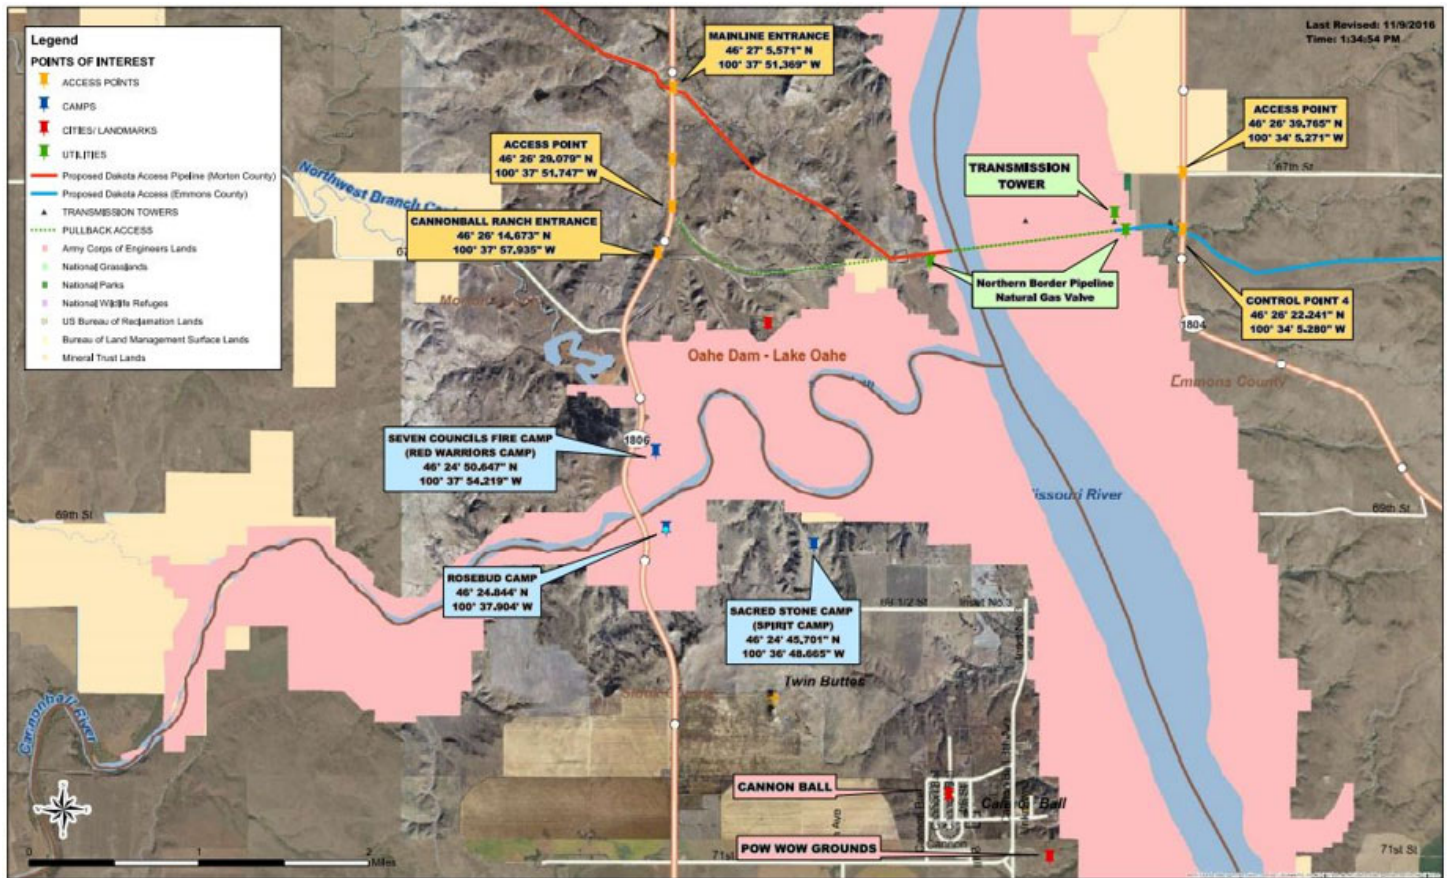 Last Revised: 11/9/2016
Time: 1:34:54 PM
Legend
POINTS OF INTEREST
ACCESS POINTS
CAMPS
CITIES/ LANDMARKS
UTILITIES
Proposed Dakota Access Pipeline (Morton County)
Proposed Dakota Access (Emmons County)
TRANSMISSION TOWERS
PULLBACK ACCESS
Army Corps of Engineers Lands
National Grasslands
National Parks
National Wildlife Refuges
US Bureau of Reclamation Lands
Bureau of Land Management Surface Lands
Mineral Trust Lands
MAINLINE ENTRANCE
46° 27' 5.571" N
100° 37' 51.369" W
ACCESS POINT
46° 26' 29.079" N
100° 37' 51.747" W
CANNONBALL RANCH ENTRANCE
46° 26' 14.673" N
100° 37' 57.935" W
ACCESS POINT
46° 26' 39.765" N
100° 34' 5.271" W
67th St
TRANSMISSION
TOWER
Northern Border Pipeline
Natural Gas Valve
CONTROL POINT 4
46° 26' 22.241" N
100° 34' 5.280" W
1804
Northwest Branch
Oahe Dam - Lake Oahe
Emmons County
1806
SEVEN COUNCILS FIRE CAMP
(RED WARRIORS CAMP)
46° 24' 50.647" N
100° 37' 54.219" W
issouri River
69th St
69th St
ROSEBUD CAMP
46° 24.844' N
100° 37.904' W
SACRED STONE CAMP
(SPIRIT CAMP)
46° 24' 45.701" N
100° 36' 48.665" W
Twin Buttes
Cannonball River
CANNON BALL
Cannon Ball
POW WOW GROUNDS
Cannon
71st
71st St
0 1 2
Miles